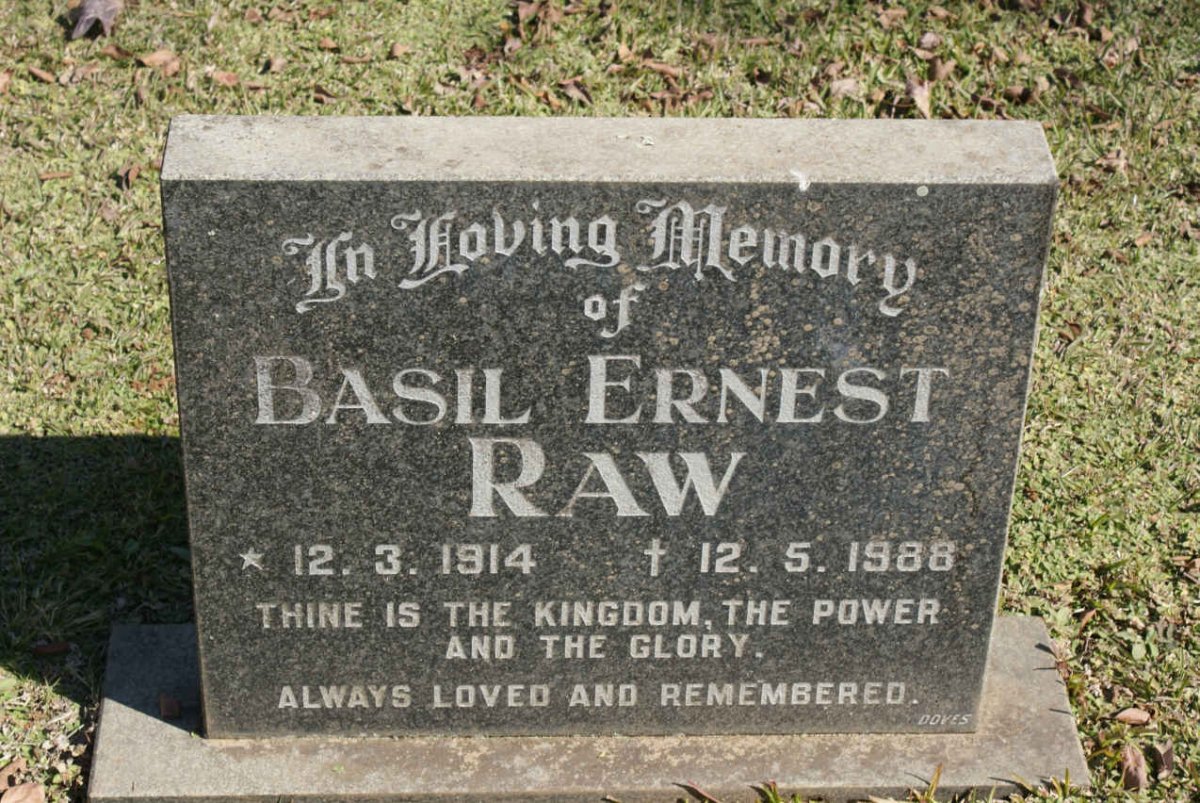 In Loving Memory
of
BASIL ERNEST
RAW
★ 12. 3. 1914 † 12. 5. 1988
THINE IS THE KINGDOM, THE POWER
AND THE GLORY.
ALWAYS LOVED AND REMEMBERED.
DOVES